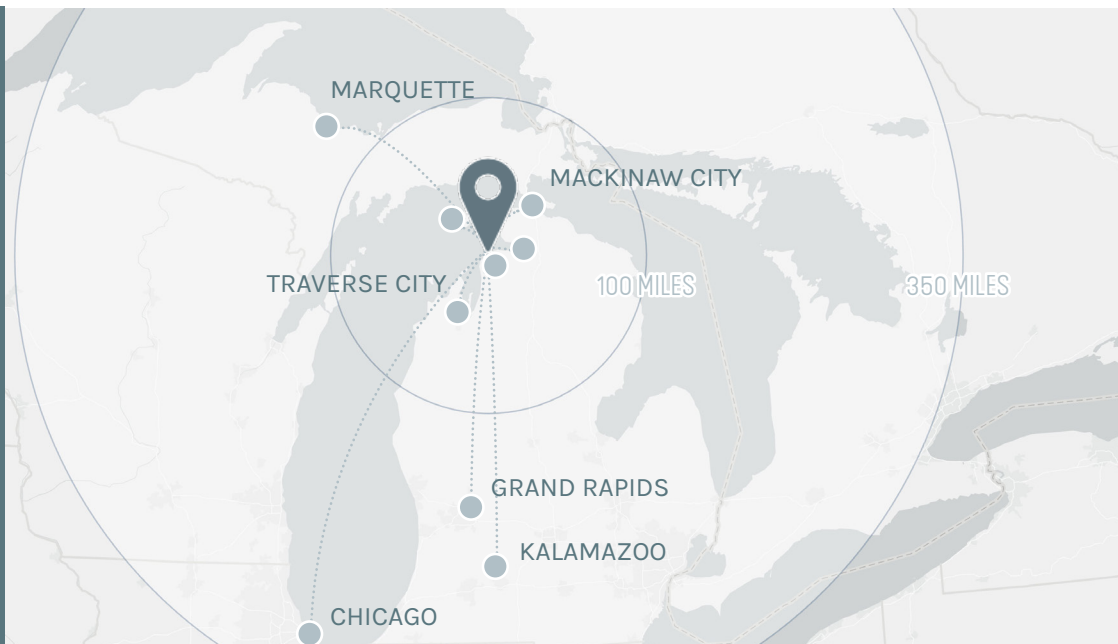 MARQUETTE
MACKINAW CITY
TRAVERSE CITY
100 MILES
350 MILES
GRAND RAPIDS
KALAMAZOO
CHICAGO